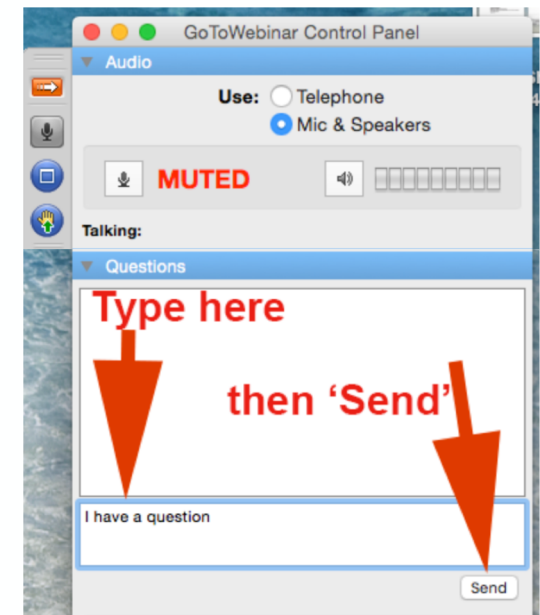 GoToWebinar Control Panel
Audio
Use: Telephone
Mic & Speakers
MUTED
Talking:
Questions
Type here
then ‘Send’
I have a question
Send